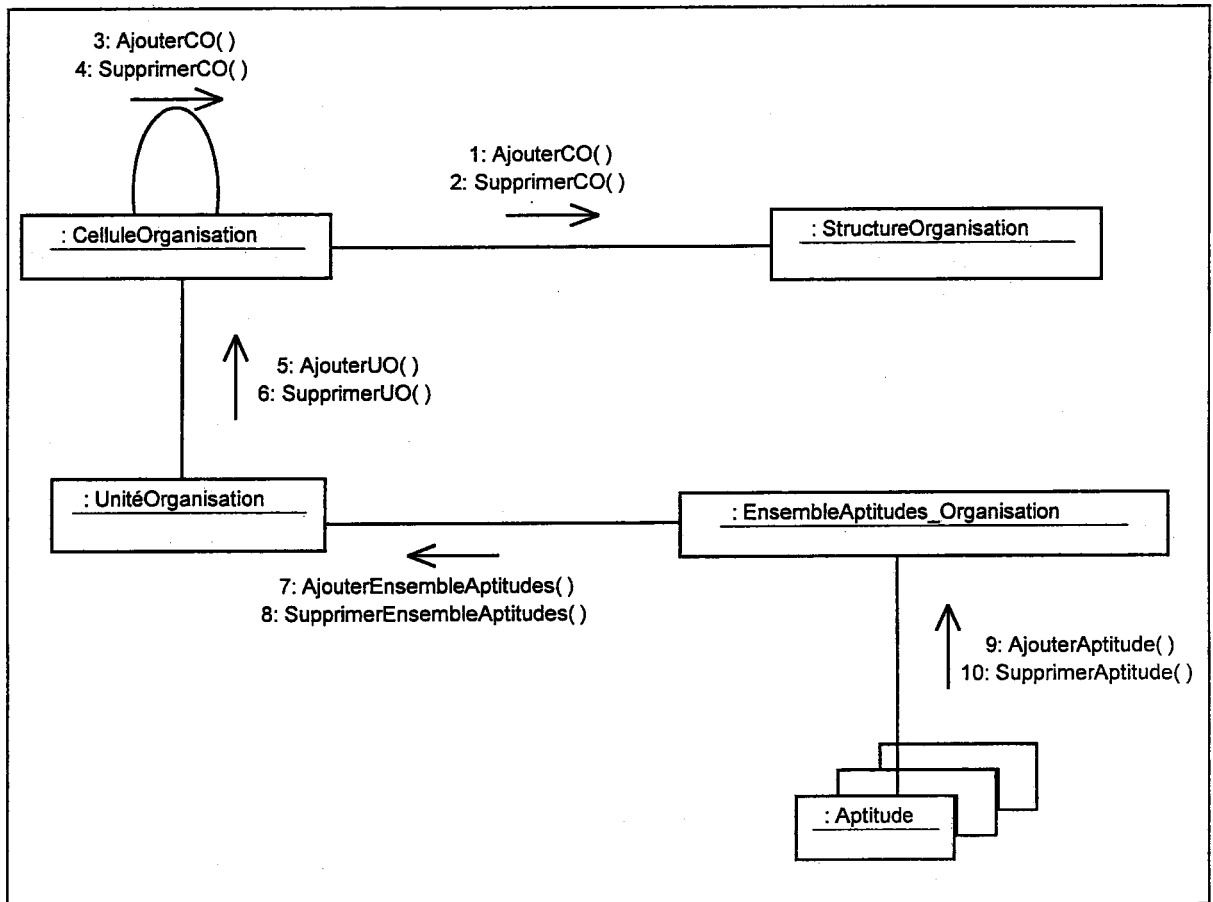 3: AjouterCO( )
4: SupprimerCO( )
1: AjouterCO( )
2: SupprimerCO( )
: CelluleOrganisation
: StructureOrganisation
5: AjouterUO( )
6: SupprimerUO( )
: UnitéOrganisation
: EnsembleAptitudes_Organisation
7: AjouterEnsembleAptitudes( )
8: SupprimerEnsembleAptitudes( )
9: AjouterAptitude( )
10: SupprimerAptitude( )
: Aptitude